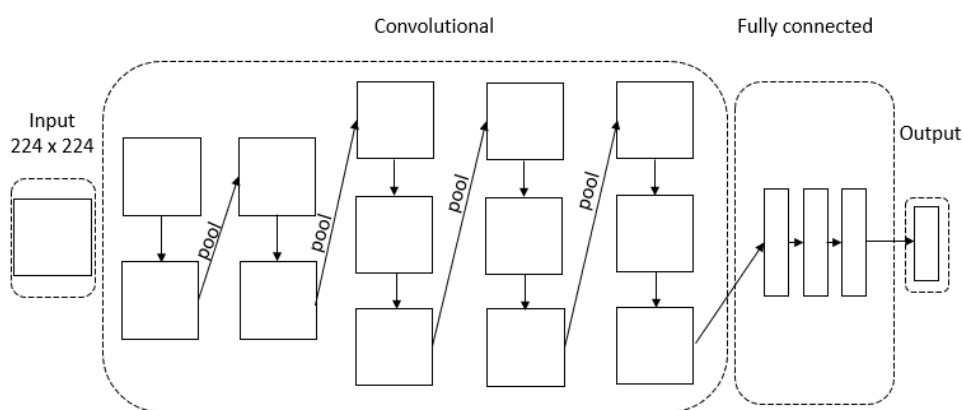 Convolutional
Fully connected
Input
224 x 224
Output
pool
pool
pool
pool